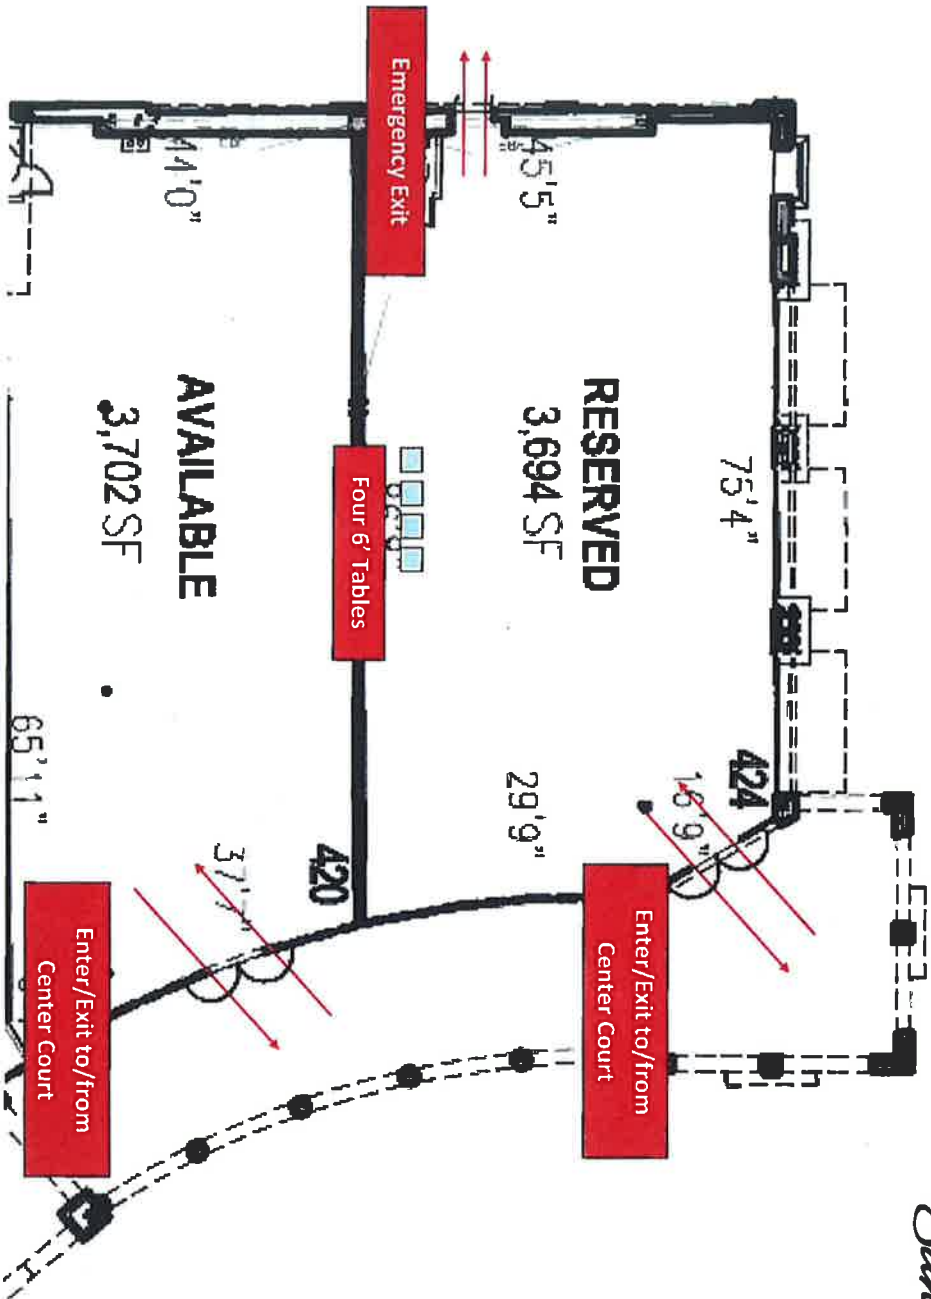 Emergency Exit
45'5"
44'0"
75'4"
RESERVED
3,694 SF
AVAILABLE
3,702 SF
Four 6' Tables
424
16'9"
29'9"
420
65'11"
Enter/Exit to/from
Center Court
Enter/Exit to/from
Center Court